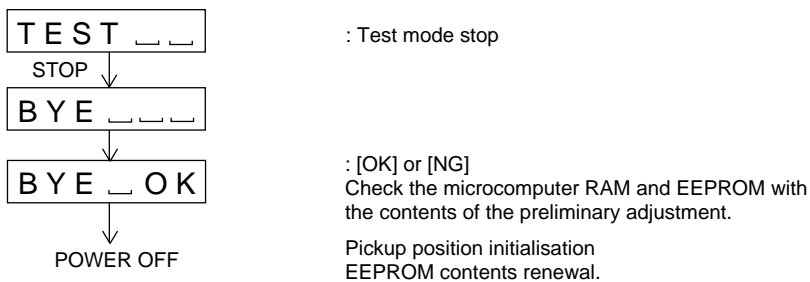 TEST ⎵ ⎵ : Test mode stop
STOP
BYE ⎵ ⎵ ⎵
BYE ⎵ OK : [OK] or [NG]
Check the microcomputer RAM and EEPROM with
the contents of the preliminary adjustment.
POWER OFF Pickup position initialisation
EEPROM contents renewal.